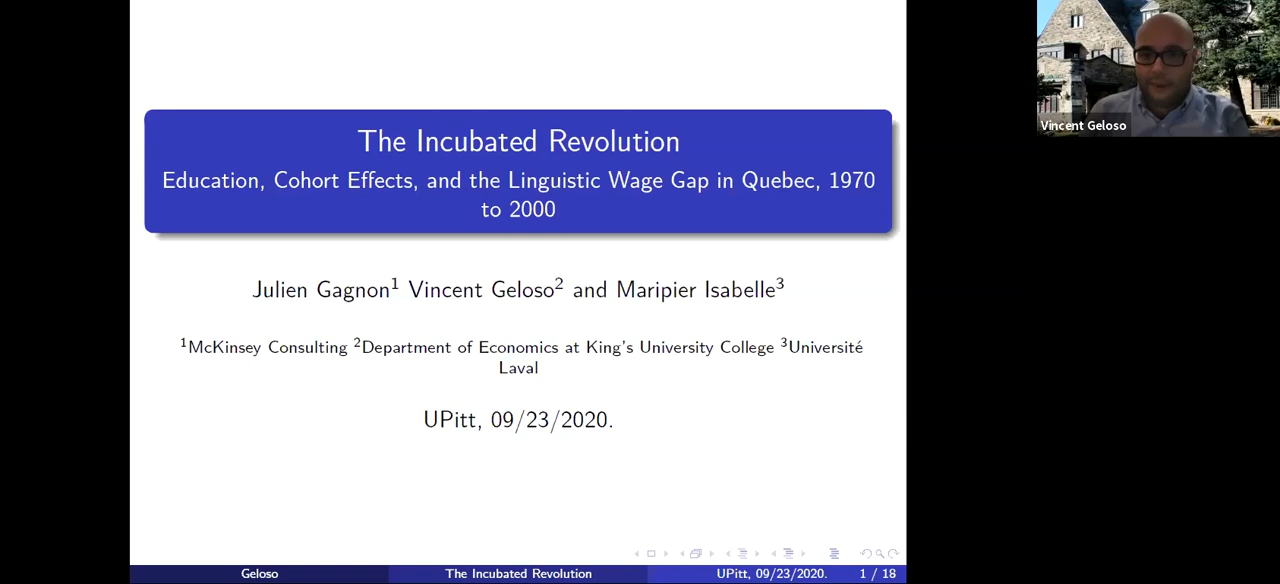 The Incubated Revolution
Education, Cohort Effects, and the Linguistic Wage Gap in Quebec, 1970
to 2000
Julien Gagnon¹ Vincent Geloso² and Maripier Isabelle³
¹McKinsey Consulting ²Department of Economics at King's University College ³Université
Laval
UPitt, 09/23/2020.
Geloso The Incubated Revolution UPitt, 09/23/2020. 1 / 18
Vincent Geloso